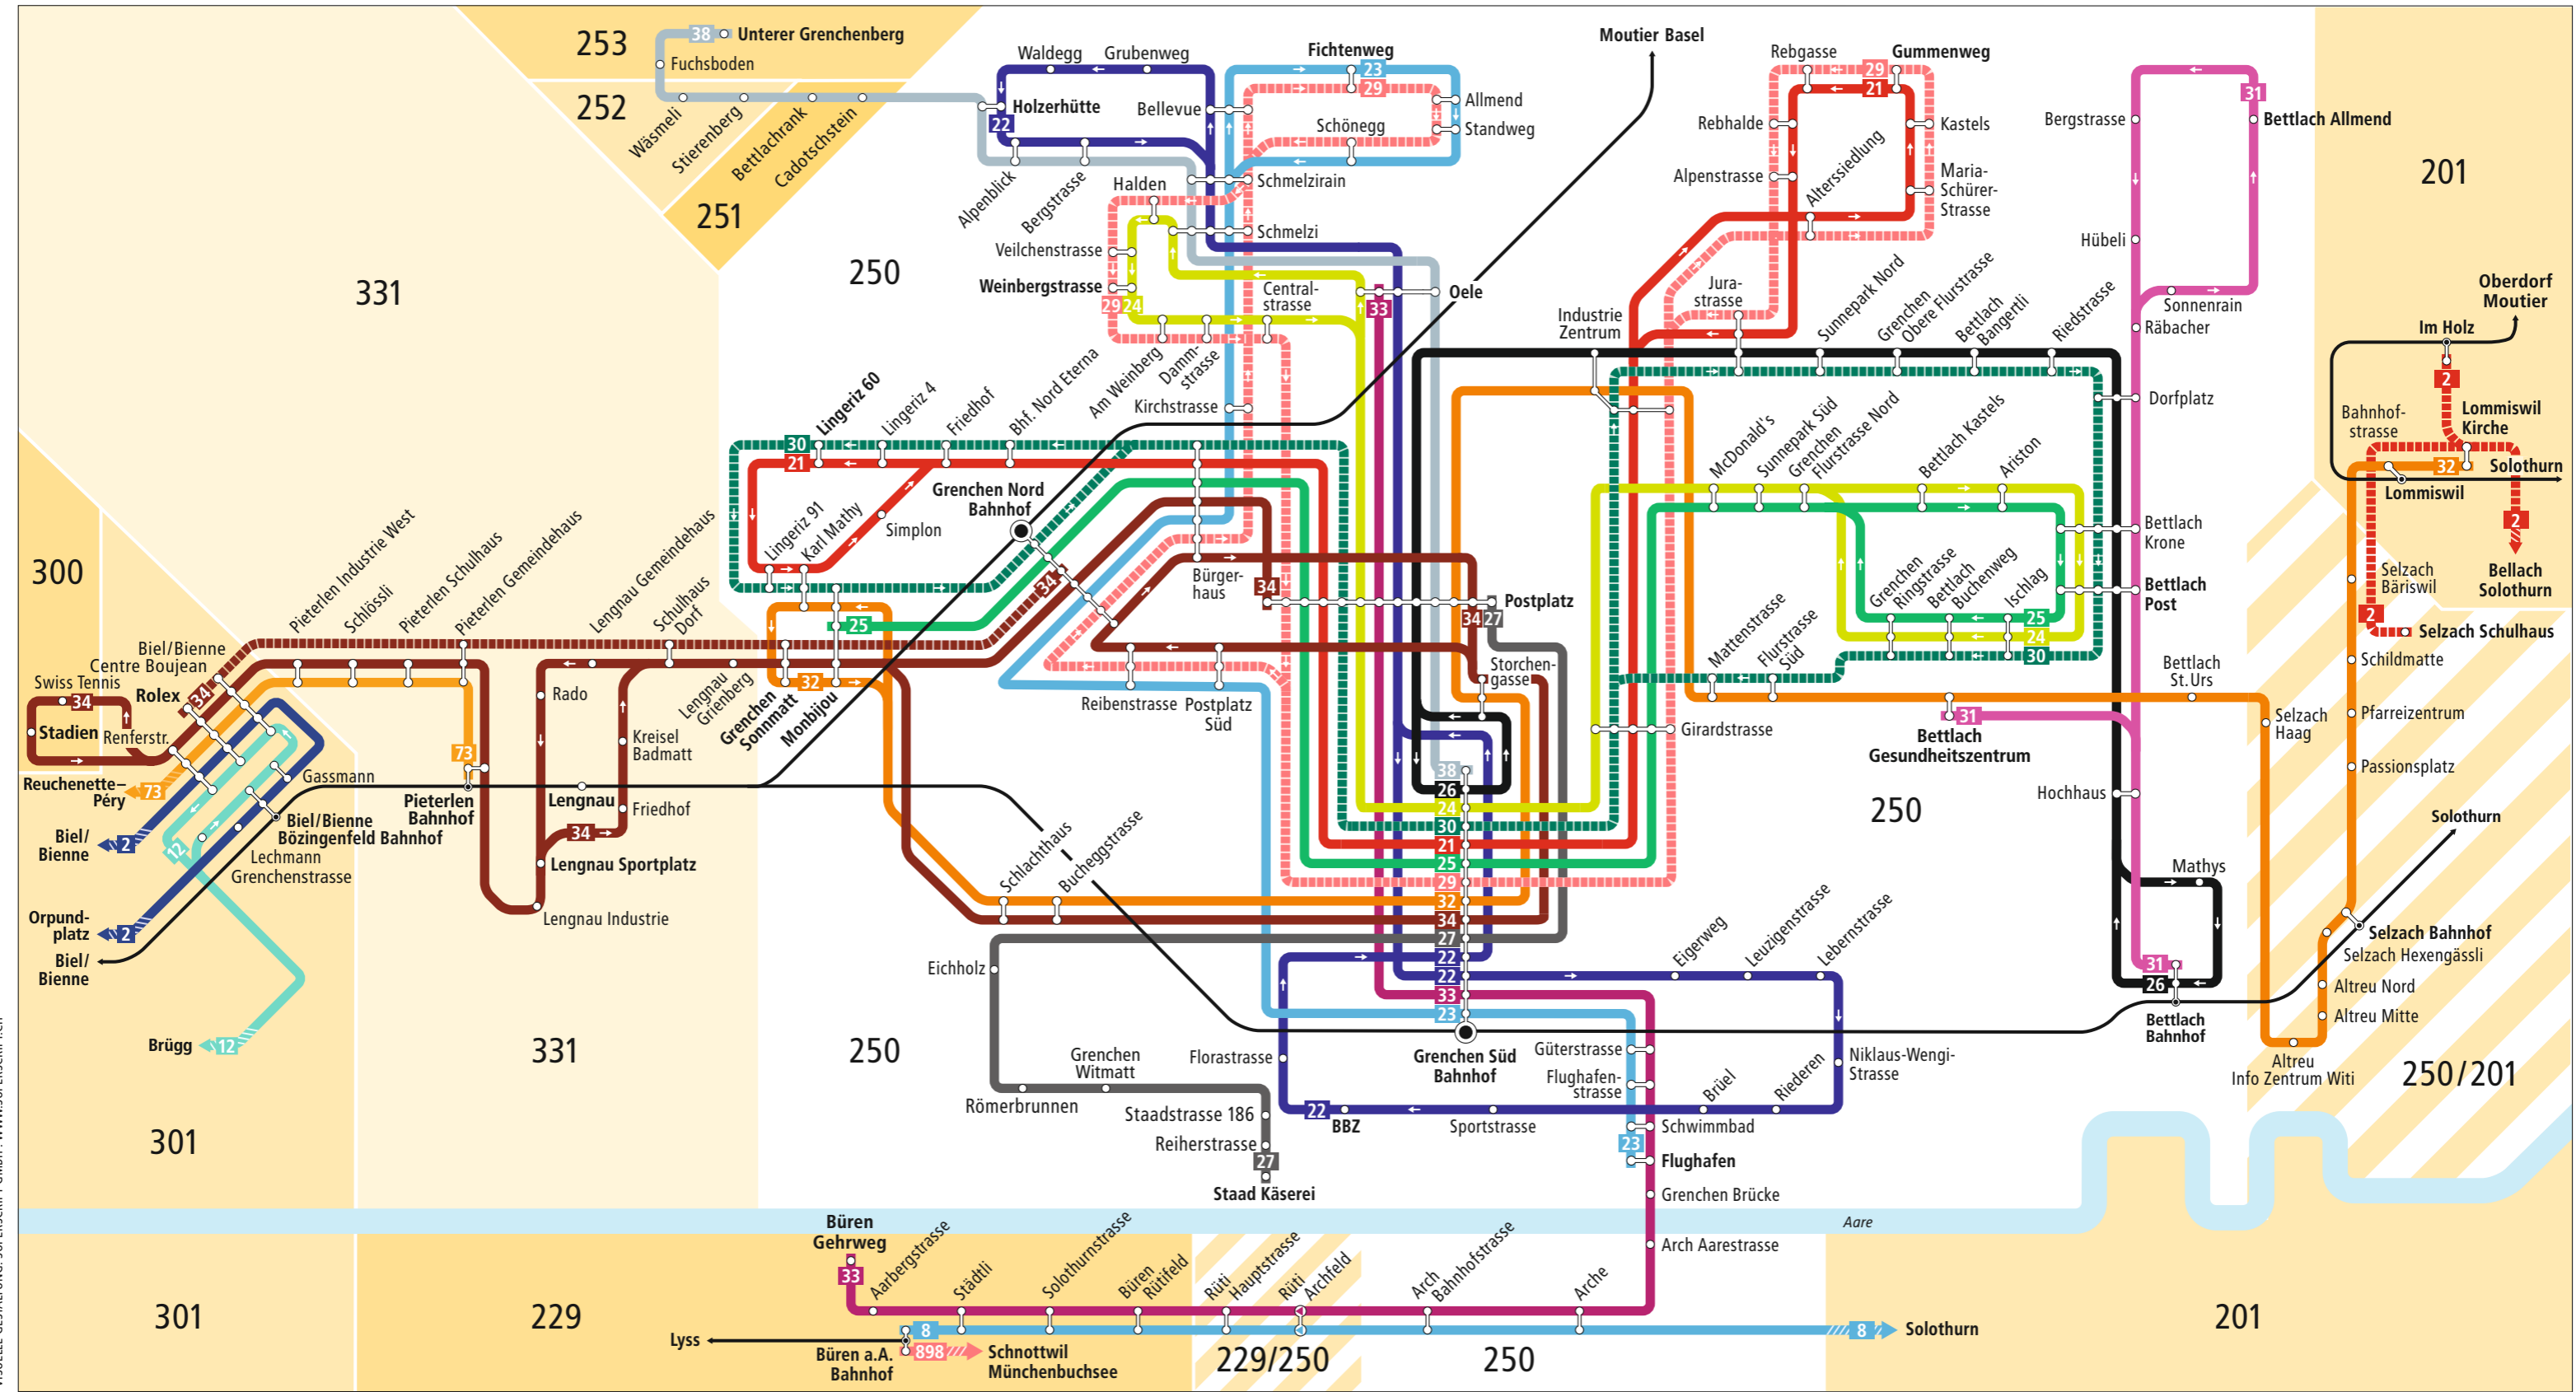 253
38
Unterer Grenchenberg
Fuchsboden
252
Wäsmeli
Stierenberg
Bettlachrank
Cadotschstein
251
331
250
Waldegg
Grubenweg
Holzerhütte
22
Bellevue
Alpenblick
Bergstrasse
Fichtenweg
23
29
Allmend
Standweg
Schönegg
Schmelzirain
Halden
Schmelzi
Veilchenstrasse
Weinbergstrasse
29
24
Central-
strasse
33
Oele
Am Weinberg
Damm-
strasse
Kirchstrasse
Moutier Basel
Rebgasse
Gummenweg
29
21
Rebhalde
Kastels
Alpenstrasse
Alterssiedlung
Maria-
Schürer-
Strasse
Jura-
strasse
Industrie
Zentrum
Sunnepark Nord
Grenchen
Obere Flurstrasse
Bettlach
Bangertli
Riedstrasse
Bergstrasse
31
Bettlach Allmend
Hübeli
Sonnenrain
Räbacher
Dorfplatz
201
Oberdorf
Moutier
Im Holz
2
Bahnhof-
strasse
Lommiswil
Kirche
32
Solothurn
Lommiswil
2
Bellach
Solothurn
Selzach
Bäriswil
2
Selzach Schulhaus
Schildmatte
Pfarreizentrum
Passionsplatz
30
Lingeriz 60
Lingeriz 4
Friedhof
Bhf. Nord Eterna
21
Grenchen Nord
Bahnhof
Lingeriz 91
Karl Mathy
Simplon
25
34
Bürger-
haus
34
Postplatz
34
27
Storchen-
gasse
Reibenstrasse
Postplatz
Süd
McDonald's
Sunnepark Süd
Grenchen
Flurstrasse Nord
Bettlach Kastels
Ariston
Bettlach
Krone
Grenchen
Ringstrasse
Bettlach
Buchenweg
Ischlag
25
24
30
Bettlach
Post
Mattenstrasse
Flurstrasse
Süd
Girardstrasse
31
Bettlach
Gesundheitszentrum
Bettlach
St.Urs
Selzach
Haag
Hochhaus
250
300
Pieterlen Industrie West
Schlössli
Pieterlen Schulhaus
Pieterlen Gemeindehaus
Lengnau Gemeindehaus
Schulhaus
Dorf
Biel/Bienne
Centre Boujean
Swiss Tennis
Rolex
34
34
Stadien
Renferstr.
Reuchenette–
Péry
73
Gassmann
73
Pieterlen
Bahnhof
Rado
Lengnau
Grienberg
Grenchen
Sonnmatt
32
Monbijou
Kreisel
Badmatt
Lengnau
Friedhof
34
Lengnau Sportplatz
Lengnau Industrie
Biel/
Bienne
2
12
Biel/Bienne
Bözingenfeld Bahnhof
Lechmann
Grenchenstrasse
Orpund-
platz
2
Biel/
Bienne
Brügg
12
Schlachthaus
Bucheggstrasse
38
26
24
30
21
25
29
32
34
27
22
22
33
23
Grenchen Süd
Bahnhof
Eigerweg
Leuzigenstrasse
Lebernstrasse
Niklaus-Wengi-
Strasse
Riederen
Brüel
Sportstrasse
BBZ
22
Florastrasse
Eichholz
Römerbrunnen
Grenchen
Witmatt
Staadstrasse 186
Reiherstrasse
27
Staad Käserei
Güterstrasse
Flughafen-
strasse
Schwimmbad
23
Flughafen
Grenchen Brücke
Arch Aarestrasse
Mathys
31
26
Bettlach
Bahnhof
Solothurn
Selzach Bahnhof
Selzach Hexengässli
Altreu Nord
Altreu Mitte
Altreu
Info Zentrum Witi
250/201
301
331
250
Aare
301
229
Büren
Gehrweg
33
Aarbergstrasse
Städtli
Solothurnstrasse
Büren
Rütifeld
Rüti
Hauptstrasse
Rüti
Archfeld
Arch
Bahnhofstrasse
Arche
Lyss
8
Büren a.A.
Bahnhof
898
Schnottwil
Münchenbuchsee
229/250
250
8
Solothurn
201